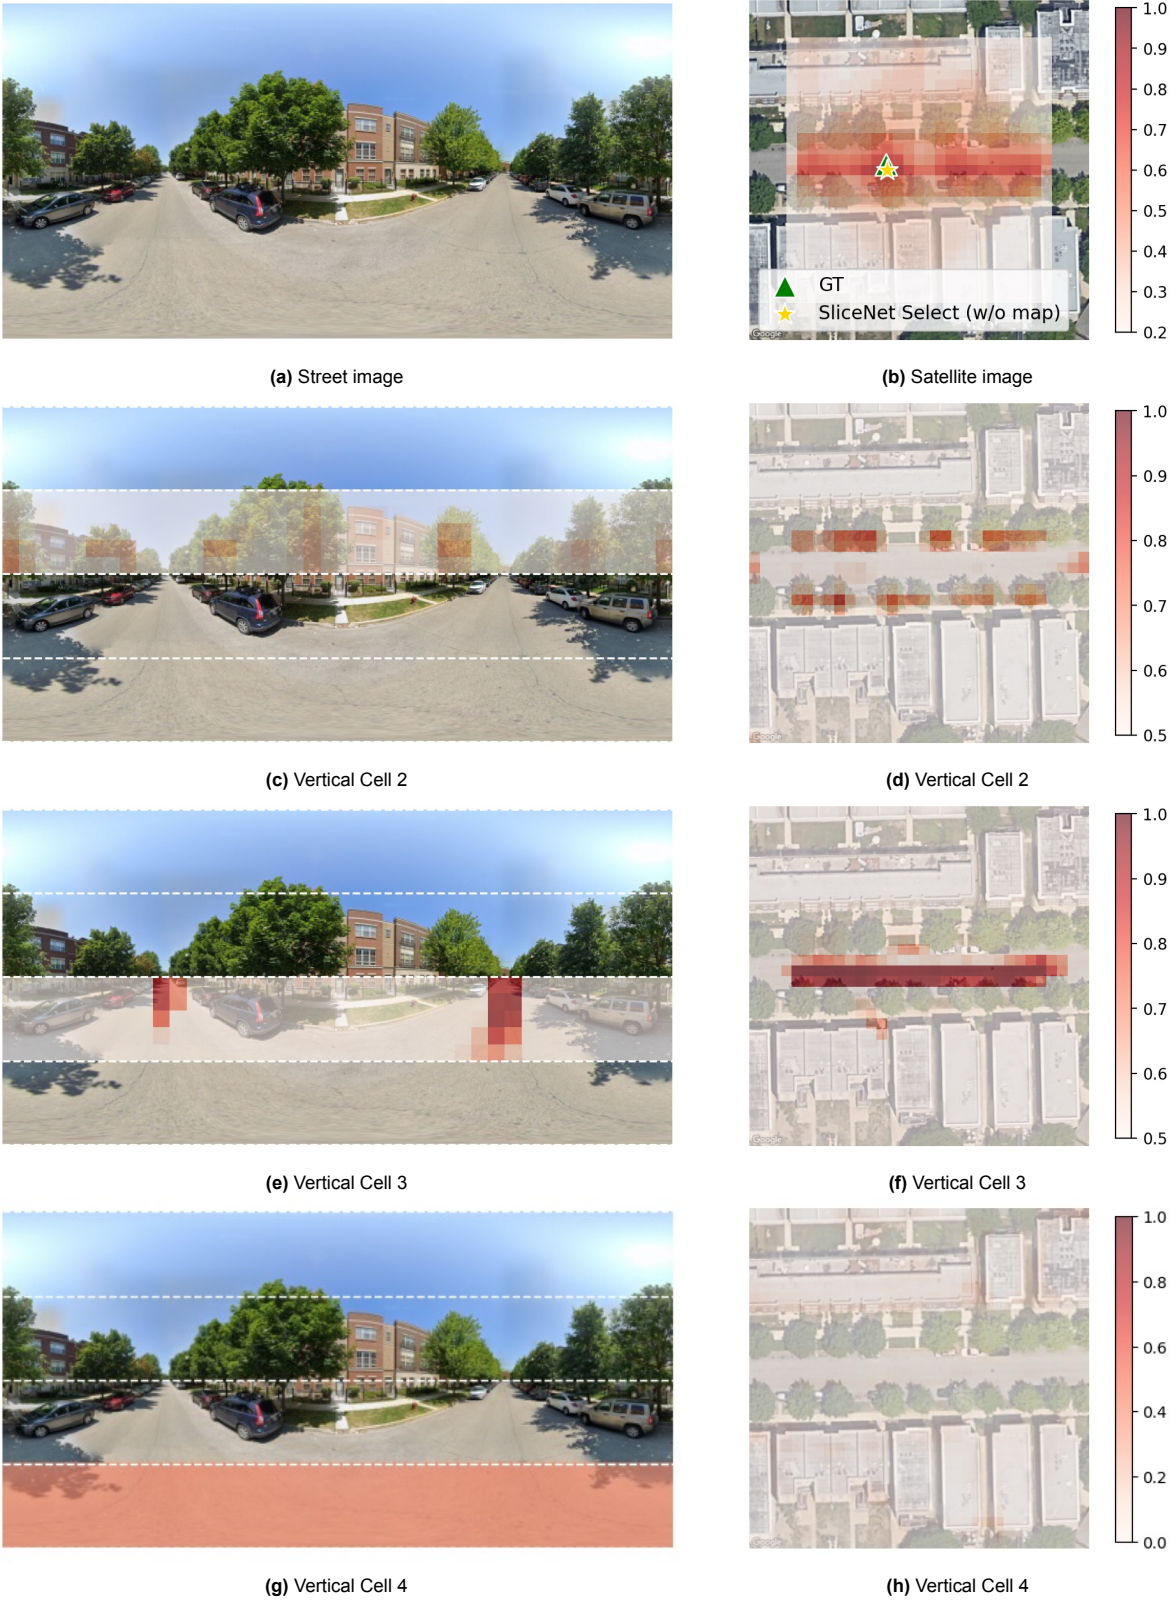 1.0
0.9
0.8
0.7
0.6
0.5
0.4
0.3
0.2
GT
SliceNet Select (w/o map)
Google
(a) Street image
(b) Satellite image
1.0
0.9
0.8
0.7
0.6
0.5
Google
(c) Vertical Cell 2
(d) Vertical Cell 2
1.0
0.9
0.8
0.7
0.6
0.5
Google
(e) Vertical Cell 3
(f) Vertical Cell 3
1.0
0.8
0.6
0.4
0.2
0.0
Google
(g) Vertical Cell 4
(h) Vertical Cell 4